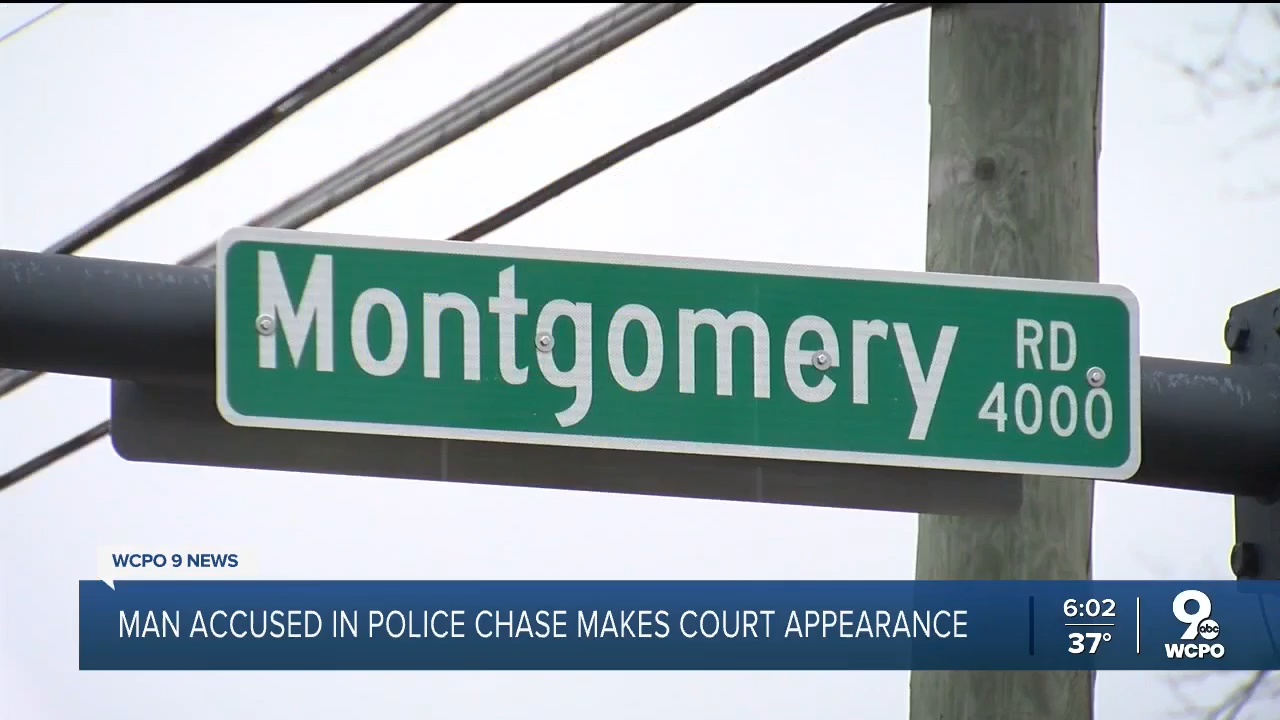 Montgomery RD
4000
WCPO 9 NEWS
MAN ACCUSED IN POLICE CHASE MAKES COURT APPEARANCE
6:02
37°
9 abc
WCPO